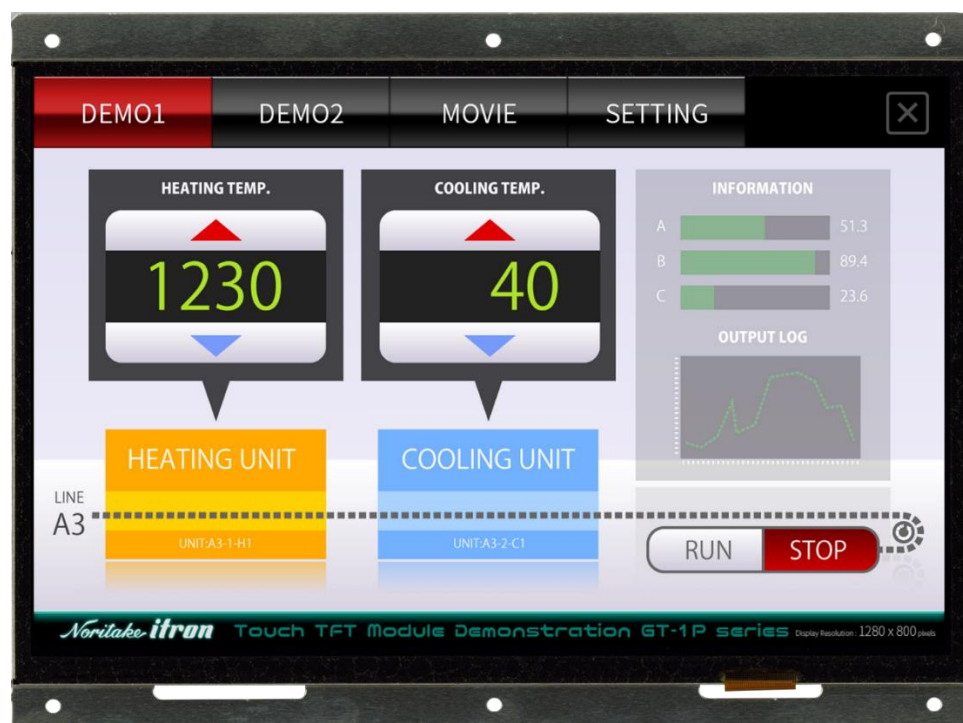 DEMO1 DEMO2 MOVIE SETTING
HEATING TEMP. COOLING TEMP. INFORMATION
A 51.3
B 89.4
C 23.6
1230 40
OUTPUT LOG
HEATING UNIT COOLING UNIT
LINE
A3
UNIT:A3-1-H1 UNIT:A3-2-C1
RUN STOP
Noritake itron Touch TFT Module Demonstration GT-1P series Display Resolution : 1280 x 800 pixels